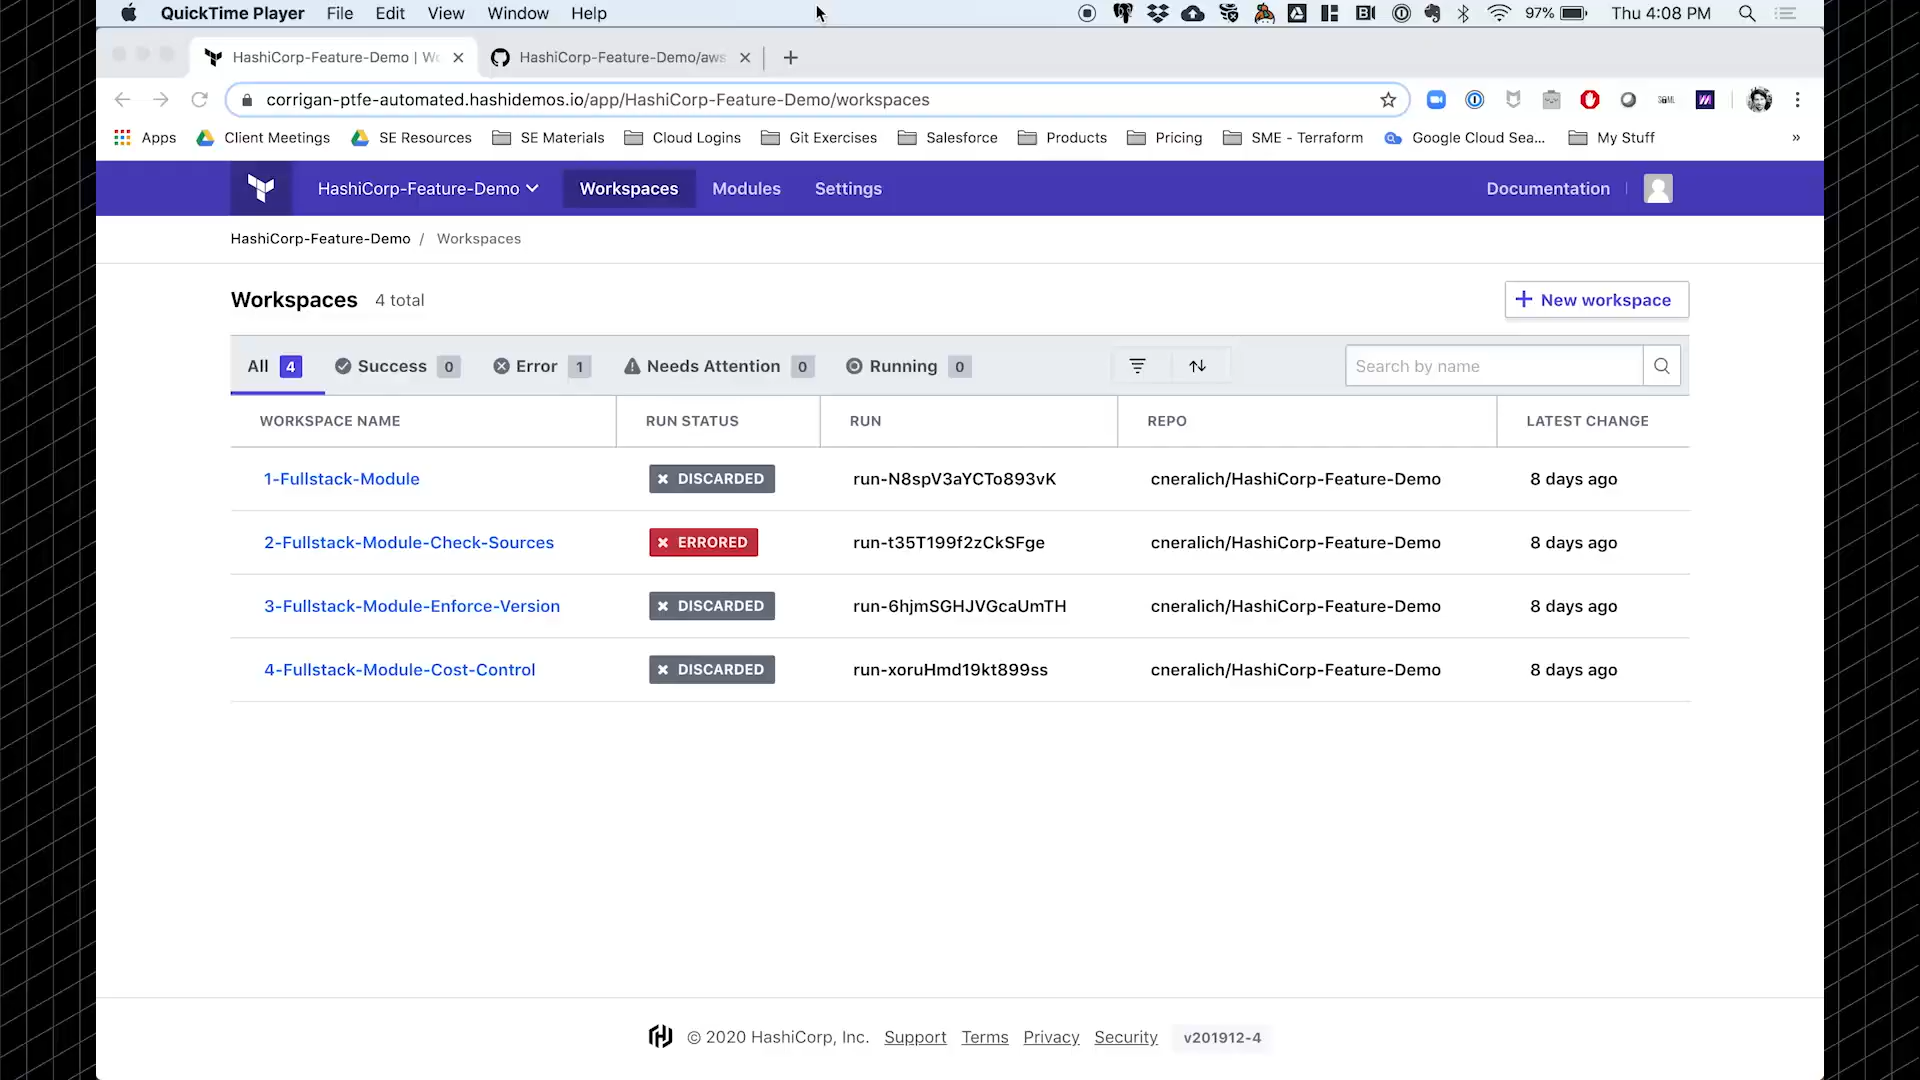 QuickTime Player File Edit View Window Help 97% Thu 4:08 PM
HashiCorp-Feature-Demo | Wo HashiCorp-Feature-Demo/aws
corrigan-ptfe-automated.hashidemos.io/app/HashiCorp-Feature-Demo/workspaces
Apps Client Meetings SE Resources SE Materials Cloud Logins Git Exercises Salesforce Products Pricing SME - Terraform Google Cloud Sea... My Stuff »
HashiCorp-Feature-Demo Workspaces Modules Settings Documentation
HashiCorp-Feature-Demo / Workspaces
Workspaces 4 total + New workspace
All 4 Success 0 Error 1 Needs Attention 0 Running 0 Search by name
WORKSPACE NAME RUN STATUS RUN REPO LATEST CHANGE
1-Fullstack-Module DISCARDED run-N8spV3aYCTo893vK cneralich/HashiCorp-Feature-Demo 8 days ago
2-Fullstack-Module-Check-Sources ERRORED run-t35T199f2zCkSFge cneralich/HashiCorp-Feature-Demo 8 days ago
3-Fullstack-Module-Enforce-Version DISCARDED run-6hjmSGHJVGcaUmTH cneralich/HashiCorp-Feature-Demo 8 days ago
4-Fullstack-Module-Cost-Control DISCARDED run-xoruHmd19kt899ss cneralich/HashiCorp-Feature-Demo 8 days ago
© 2020 HashiCorp, Inc. Support Terms Privacy Security v201912-4